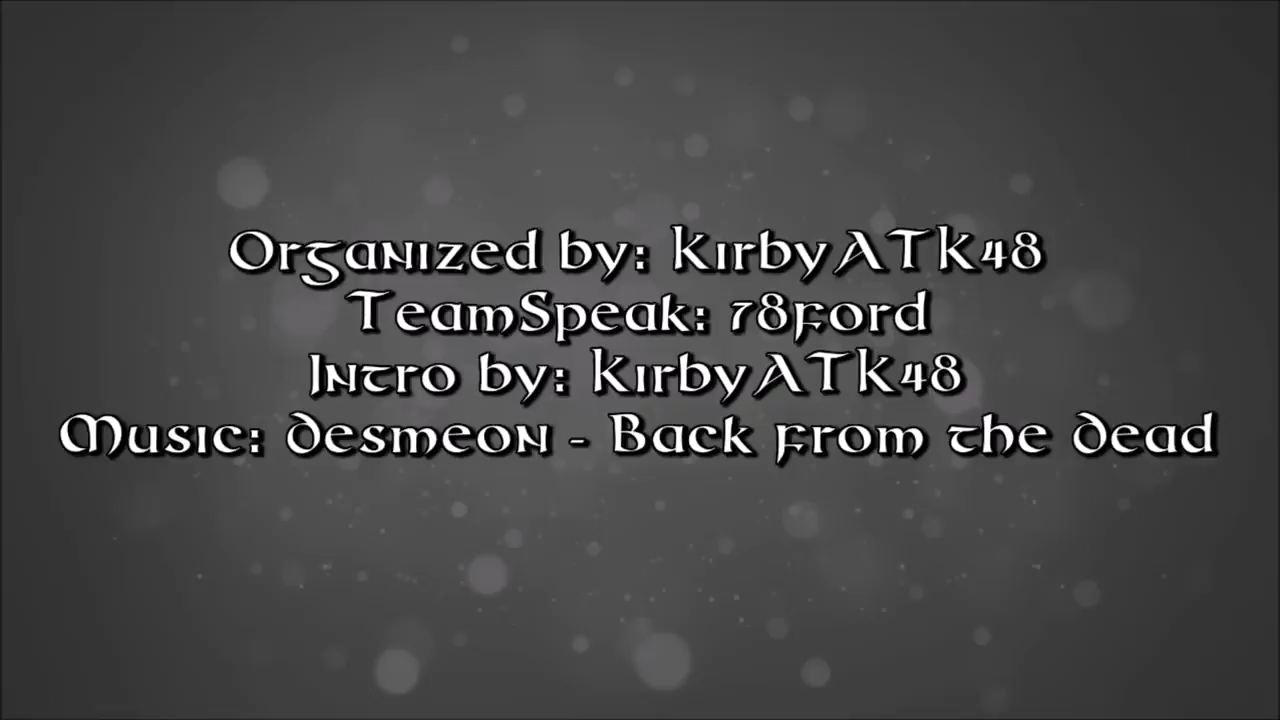 Organized by: KirbyATK48
TeamSpeak: 78Ford
Intro by: KirbyATK48
Music: Desmeon - Back From the Dead